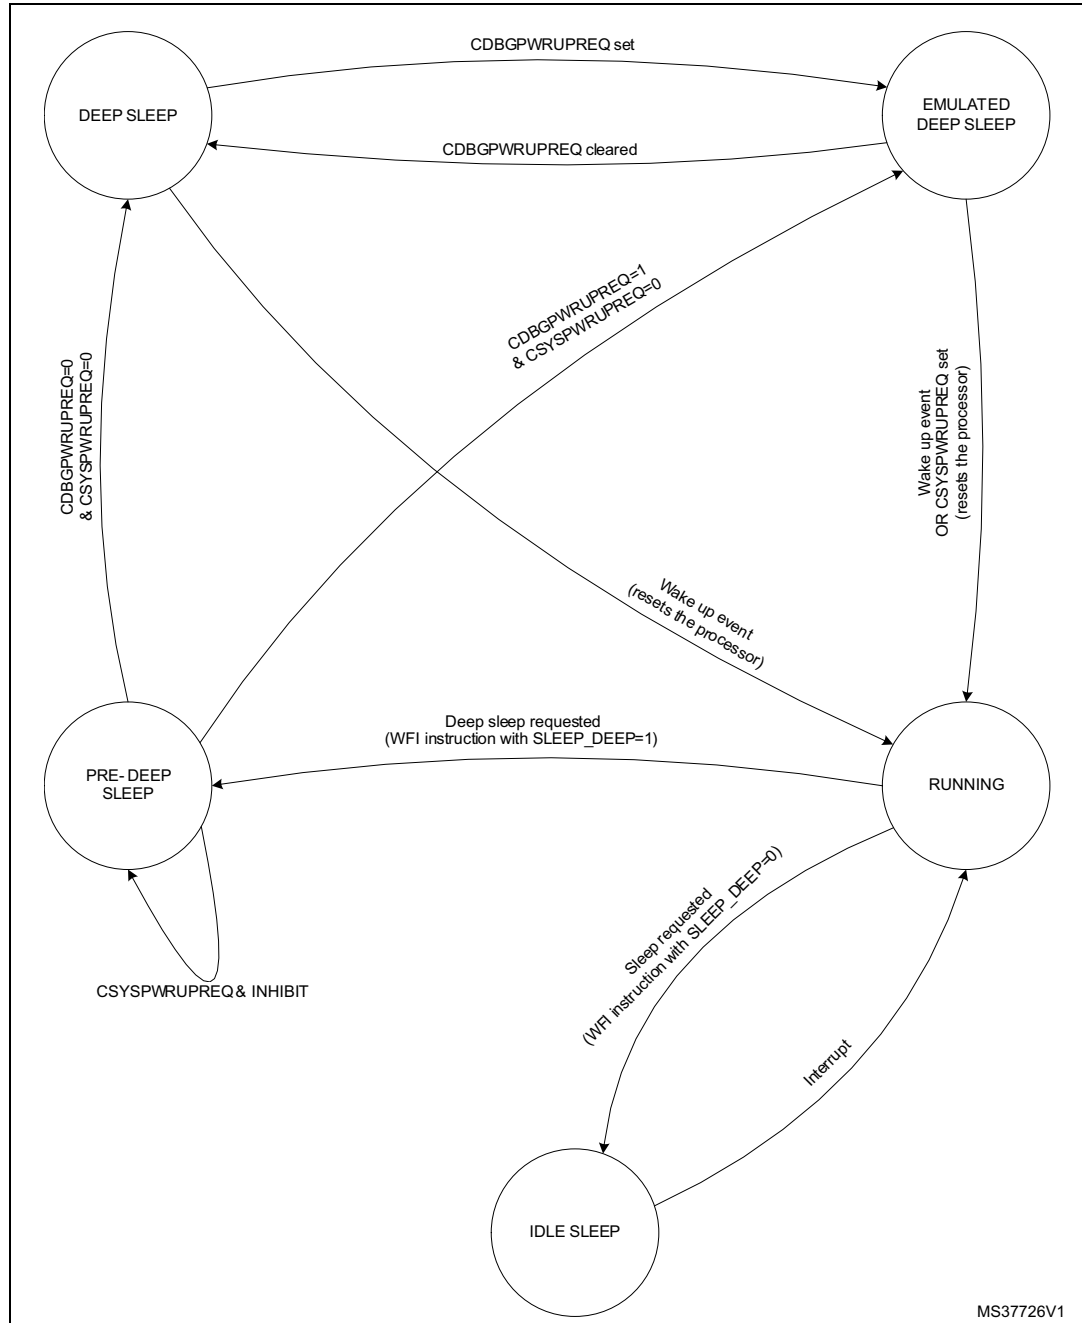 CDBGPWRUPREQ set
DEEP SLEEP
EMULATED
DEEP SLEEP
CDBGPWRUPREQ cleared
CDBGPWRUPREQ=1
& CSYSPWRUPREQ=0
CDBGPWRUPREQ=0
& CSYSPWRUPREQ=0
Wake up event
OR CSYSPWRUPREQ set
(resets the processor)
Wake up event
(resets the processor)
Deep sleep requested
(WFI instruction with SLEEP_DEEP=1)
PRE- DEEP
SLEEP
RUNNING
Sleep requested
(WFI instruction with SLEEP_DEEP=0)
CSYSPWRUPREQ & INHIBIT
Interrupt
IDLE SLEEP
MS37726V1